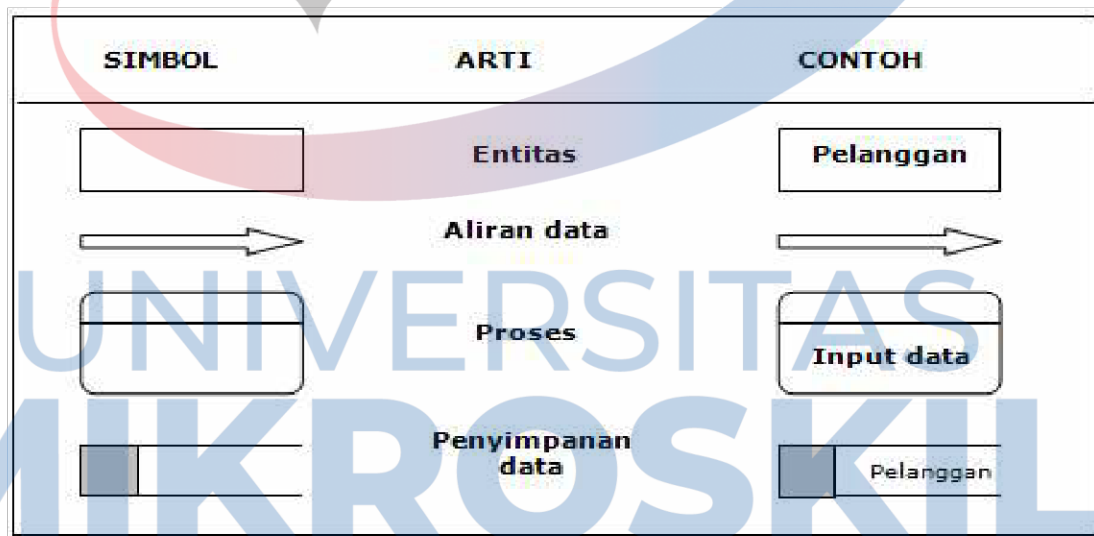 SIMBOL ARTI CONTOH
Entitas Pelanggan
Aliran data
Proses
Input data
Penyimpanan
data
Pelanggan
UNIVERSITAS
MIKROSKIL